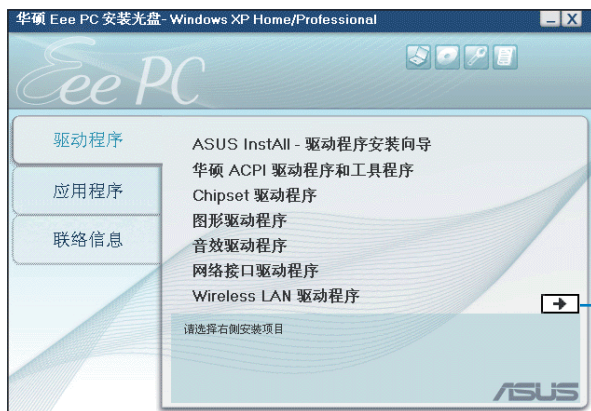 华硕 Eee PC 安装光盘- Windows XP Home/Professional
Eee PC
驱动程序
应用程序
联络信息
ASUS InstAll - 驱动程序安装向导
华硕 ACPI 驱动程序和工具程序
Chipset 驱动程序
图形驱动程序
音效驱动程序
网络接口驱动程序
Wireless LAN 驱动程序
请选择右侧安装项目
ASUS